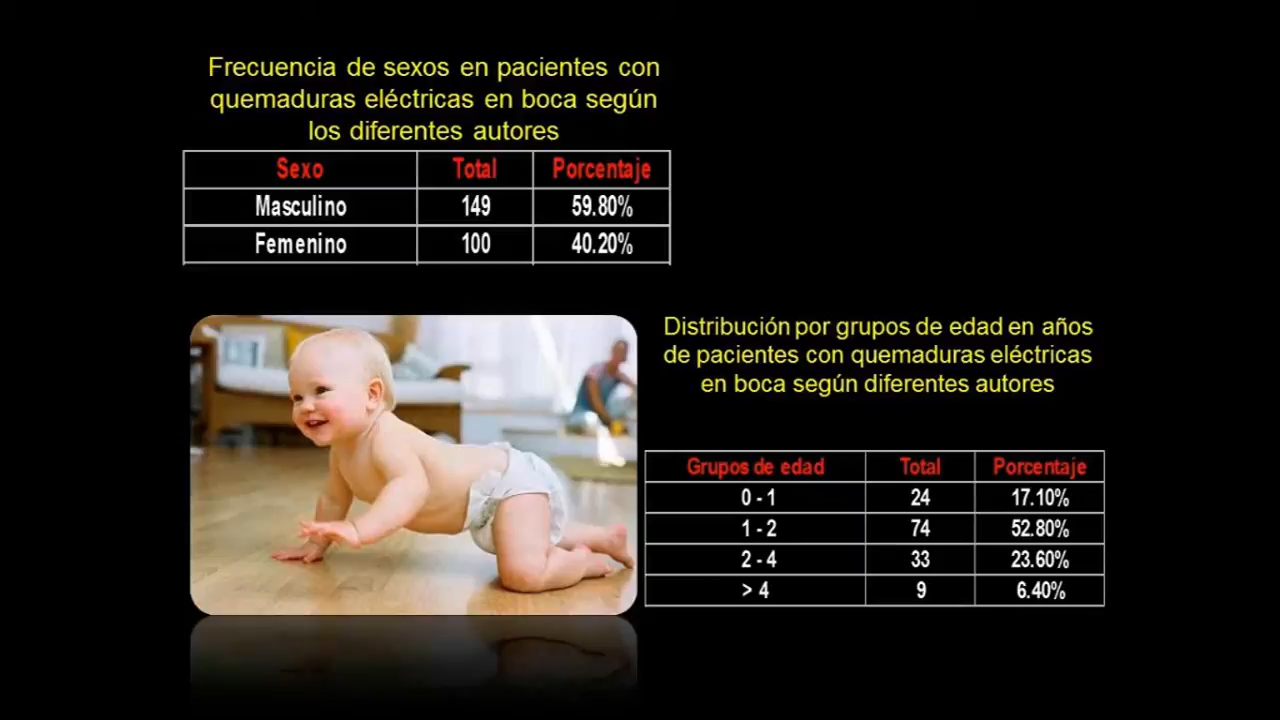 Frecuencia de sexos en pacientes con
quemaduras eléctricas en boca según
los diferentes autores
Sexo Total Porcentaje
Masculino 149 59.80%
Femenino 100 40.20%
Distribución por grupos de edad en años
de pacientes con quemaduras eléctricas
en boca según diferentes autores
Grupos de edad Total Porcentaje
0 - 1 24 17.10%
1 - 2 74 52.80%
2 - 4 33 23.60%
> 4 9 6.40%